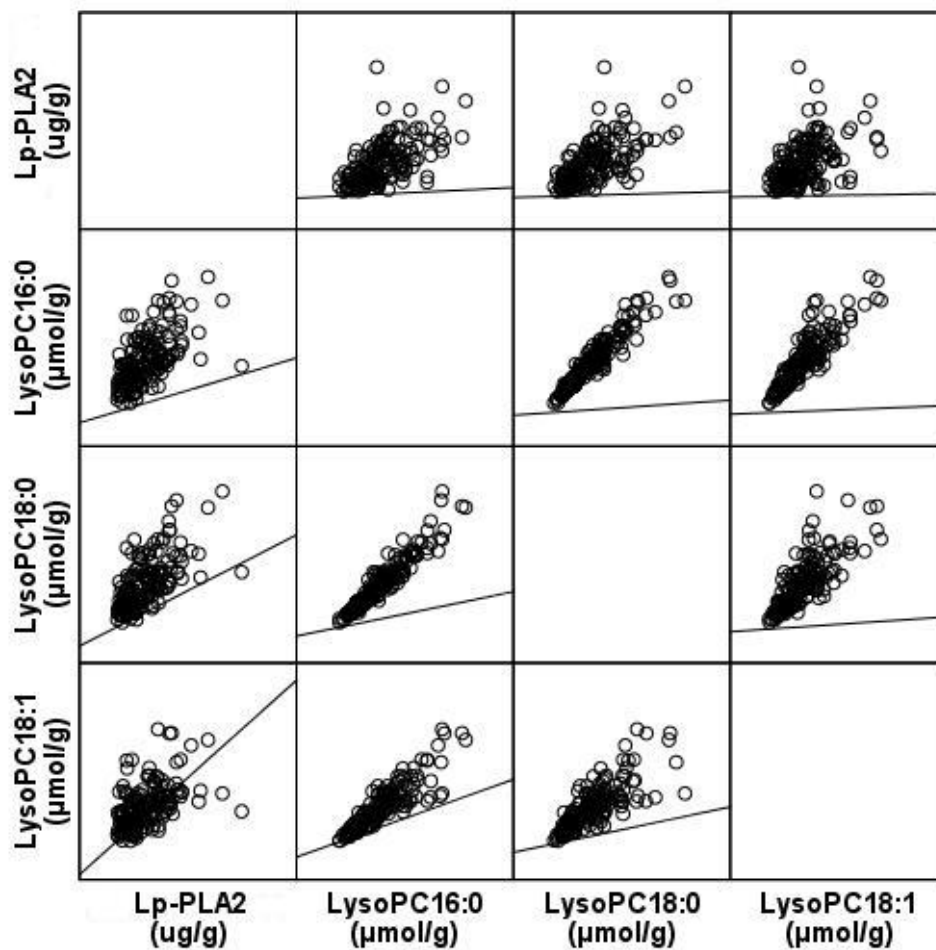 Lp-PLA2
(ug/g)
LysoPC16:0
(μmol/g)
LysoPC18:0
(μmol/g)
LysoPC18:1
(μmol/g)
Lp-PLA2
(ug/g)
LysoPC16:0
(μmol/g)
LysoPC18:0
(μmol/g)
LysoPC18:1
(μmol/g)